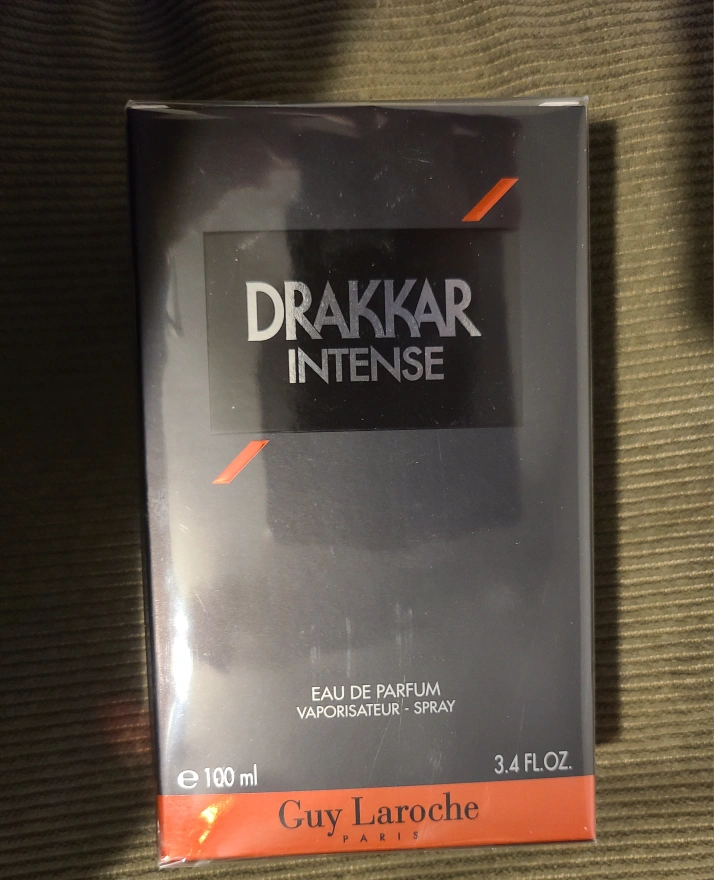 DRAKKAR
INTENSE
EAU DE PARFUM
VAPORISATEUR - SPRAY
℮ 100 ml
3.4 FL.OZ.
Guy Laroche
PARIS